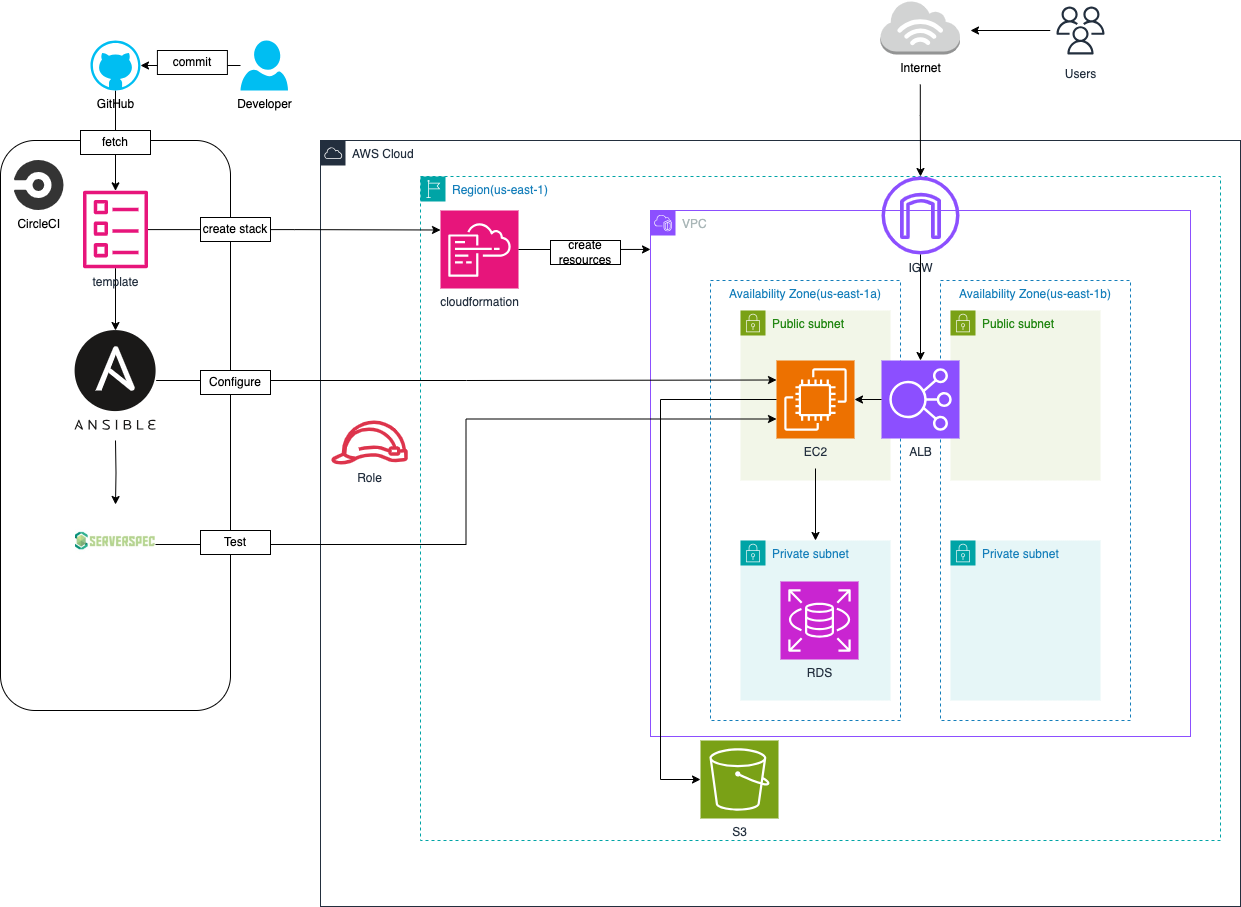 Internet
Users
commit
GitHub
Developer
fetch
CircleCI
template
create stack
ANSIBLE
Configure
SERVERSPEC
Test
AWS Cloud
Region(us-east-1)
cloudformation
create
resources
Role
VPC
IGW
Availability Zone(us-east-1a)
Availability Zone(us-east-1b)
Public subnet
Public subnet
EC2
ALB
Private subnet
Private subnet
RDS
S3